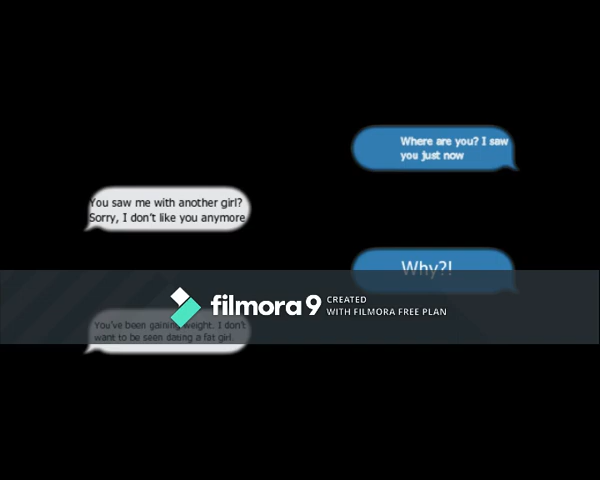 Where are you? I saw
you just now
You saw me with another girl?
Sorry, I don't like you anymore
Why?!
filmora 9 CREATED
WITH FILMORA FREE PLAN
You've been gaining weight. I don't
want to be seen dating a fat girl.